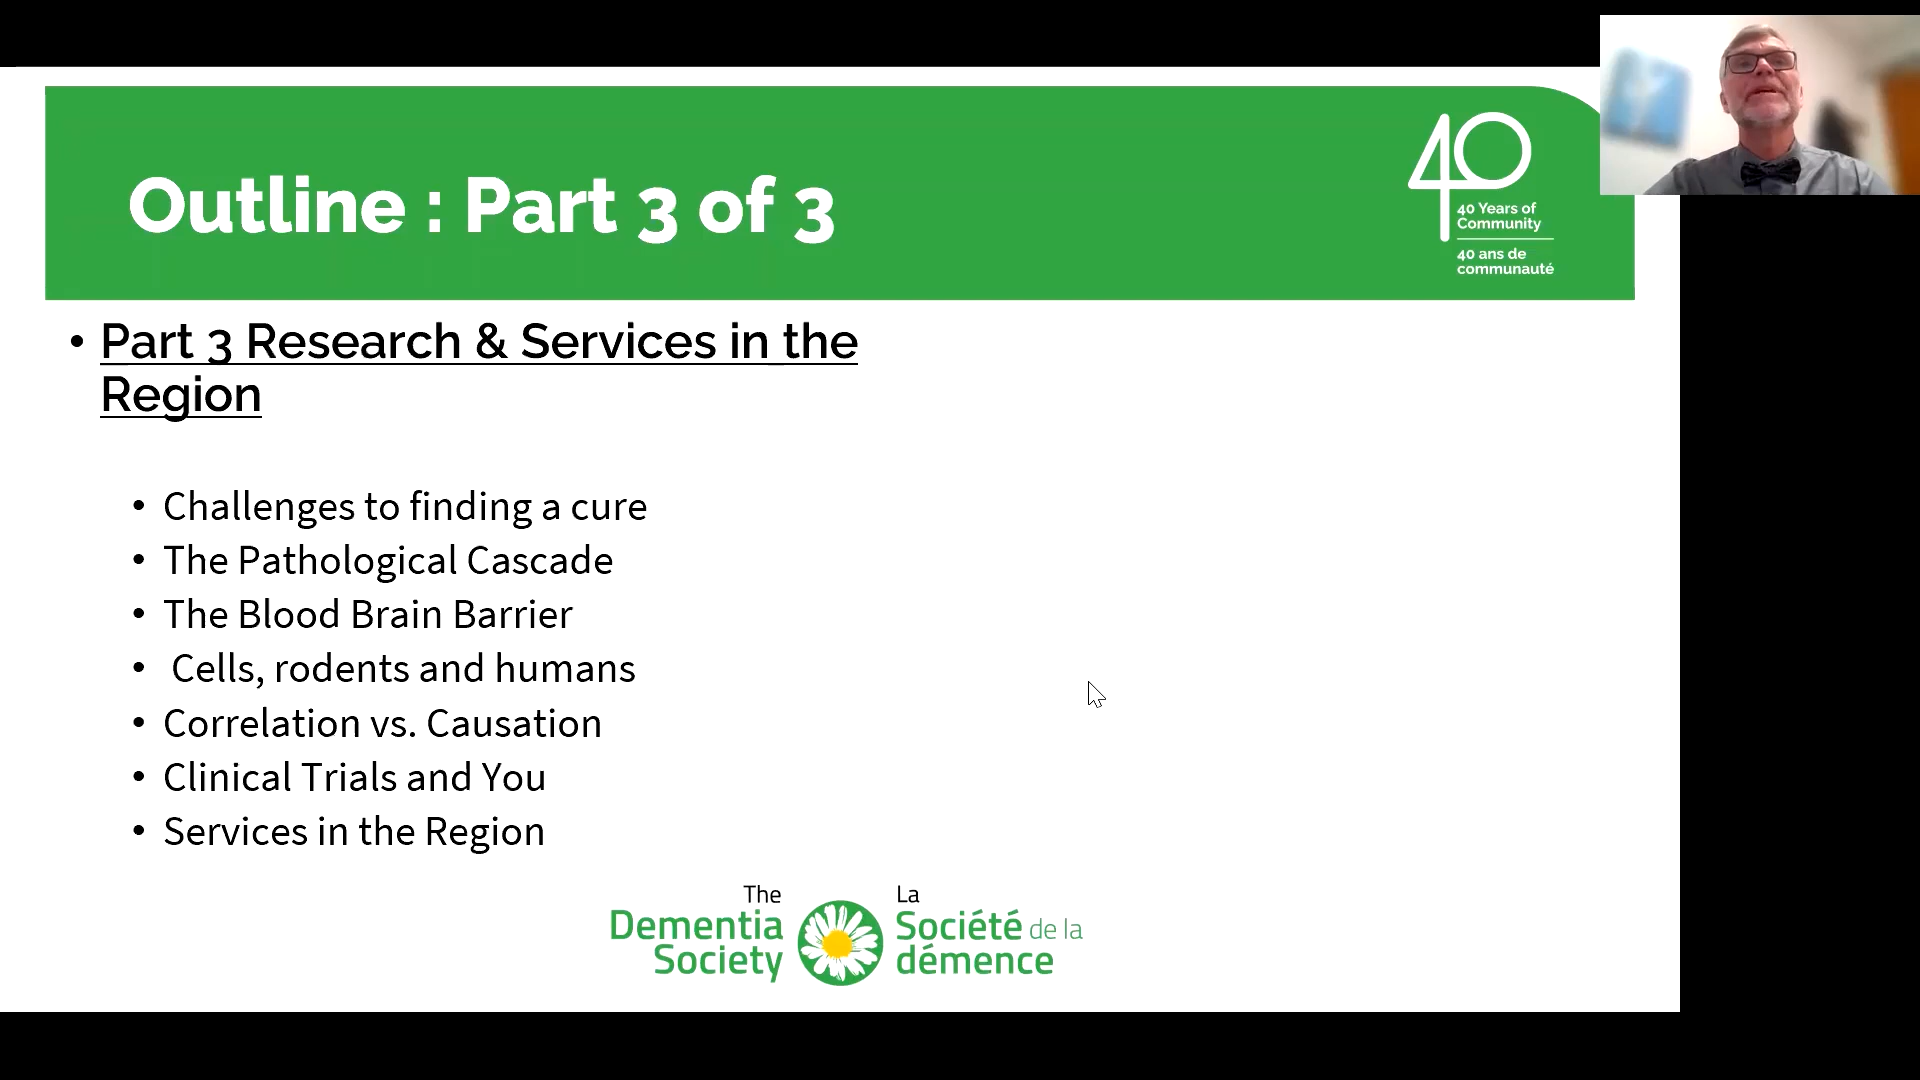 Outline : Part 3 of 3
40
40 Years of
Community
40 ans de
communauté
• Part 3 Research & Services in the
Region
• Challenges to finding a cure
• The Pathological Cascade
• The Blood Brain Barrier
• Cells, rodents and humans
• Correlation vs. Causation
• Clinical Trials and You
• Services in the Region
The
Dementia
Society
La
Société de la
démence